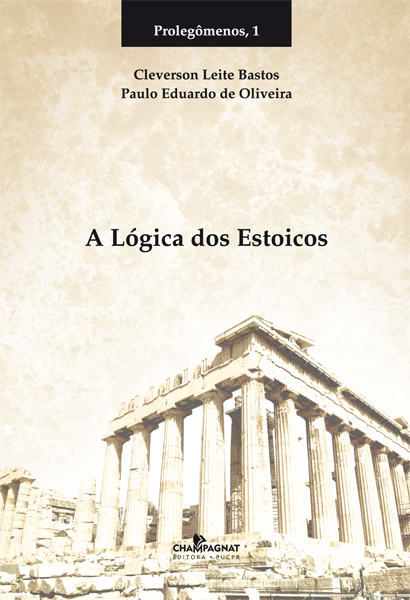 Prolegômenos, 1
Cleverson Leite Bastos
Paulo Eduardo de Oliveira
A Lógica dos Estoicos
CHAMPAGNAT
EDITORA • PUCPR